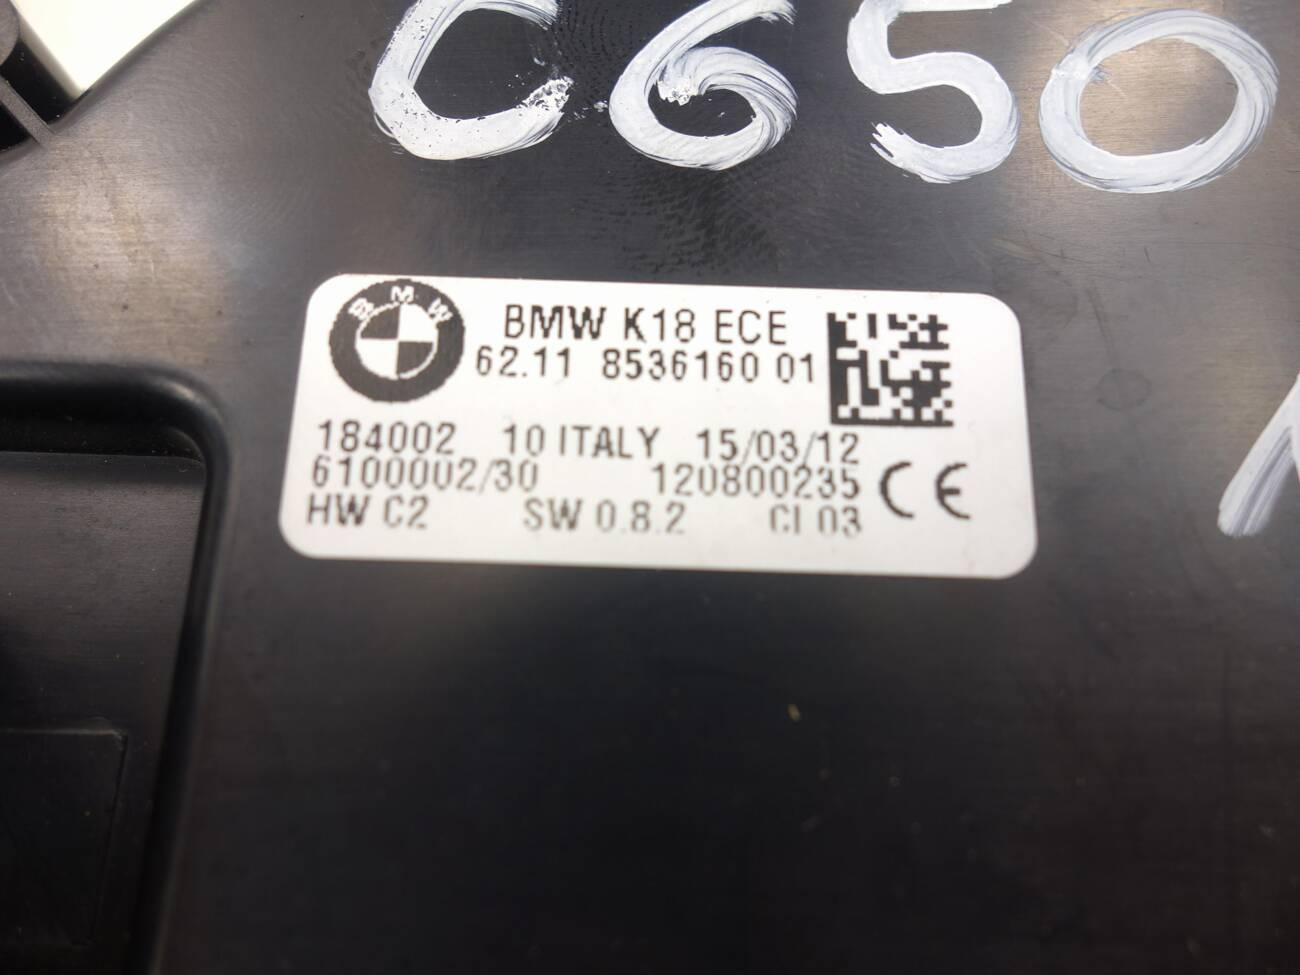 C650
BMW
BMW K18 ECE
62.11 8536160 01
184002 10 ITALY 15/03/12
6100002/30 120800235
HW C2 SW 0.8.2 CI 03
CE